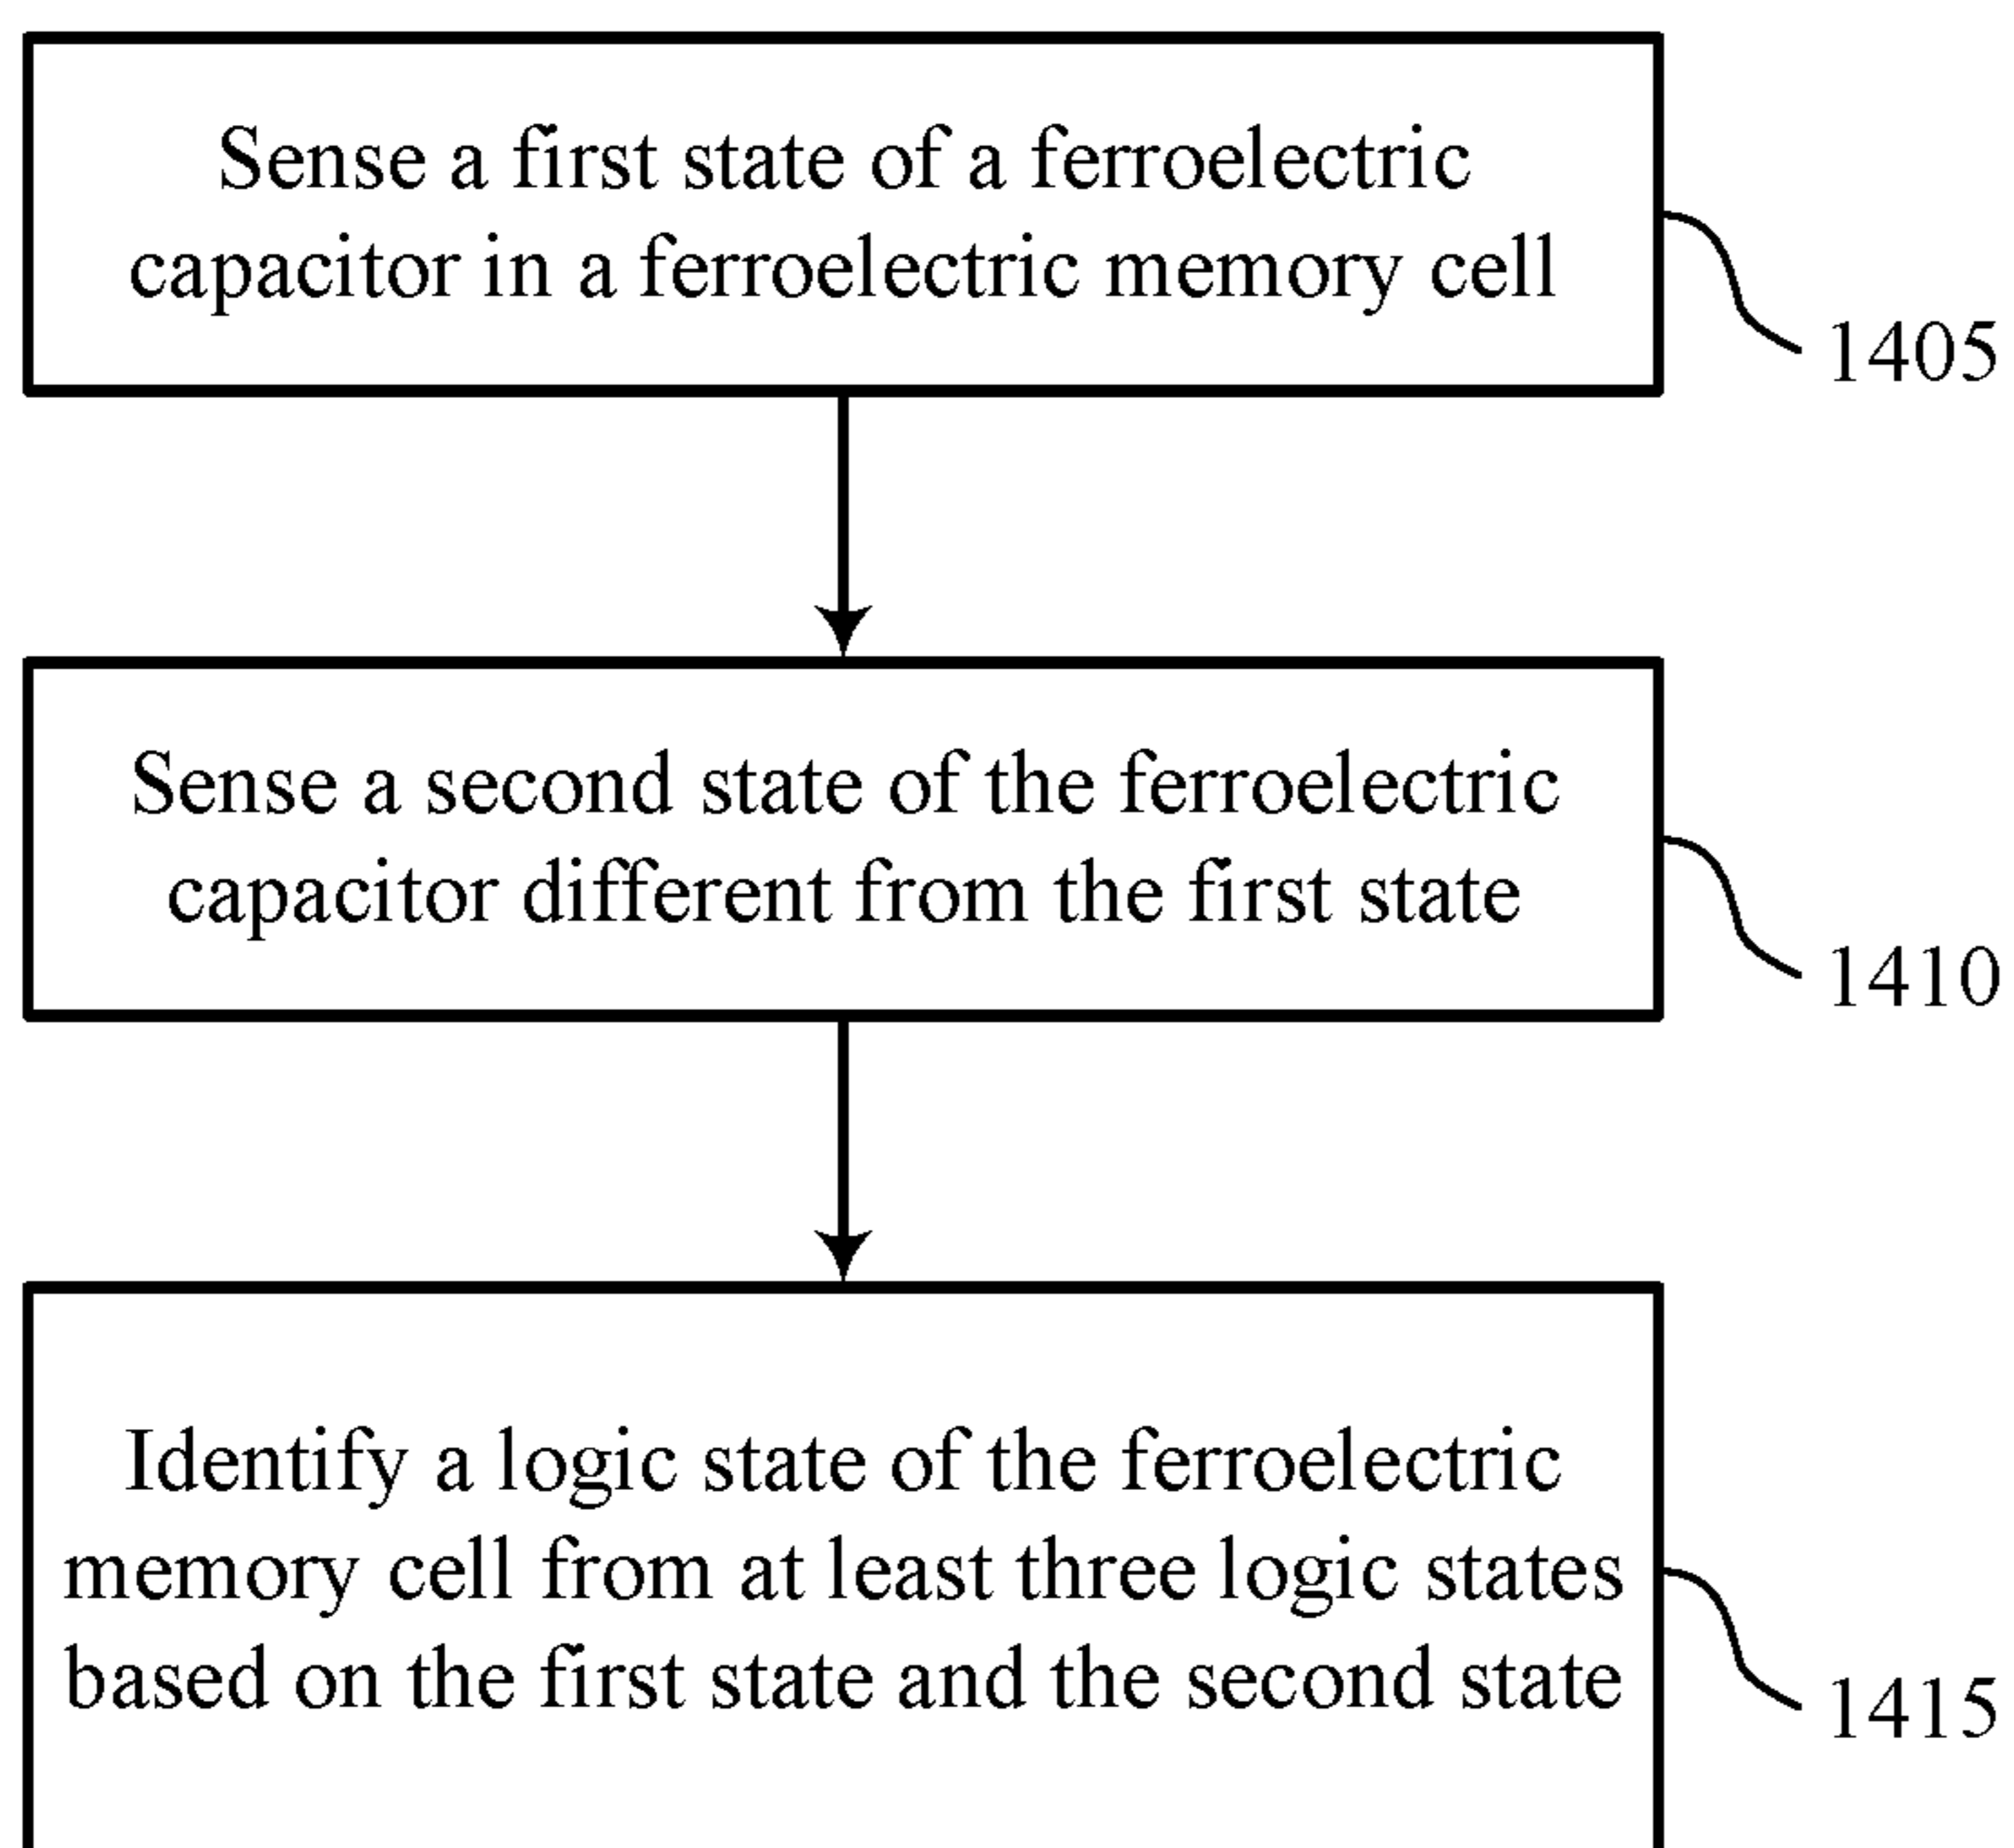 Sense a first state of a ferroelectric
capacitor in a ferroelectric memory cell
1405
Sense a second state of the ferroelectric
capacitor different from the first state
1410
Identify a logic state of the ferroelectric
memory cell from at least three logic states
based on the first state and the second state
1415